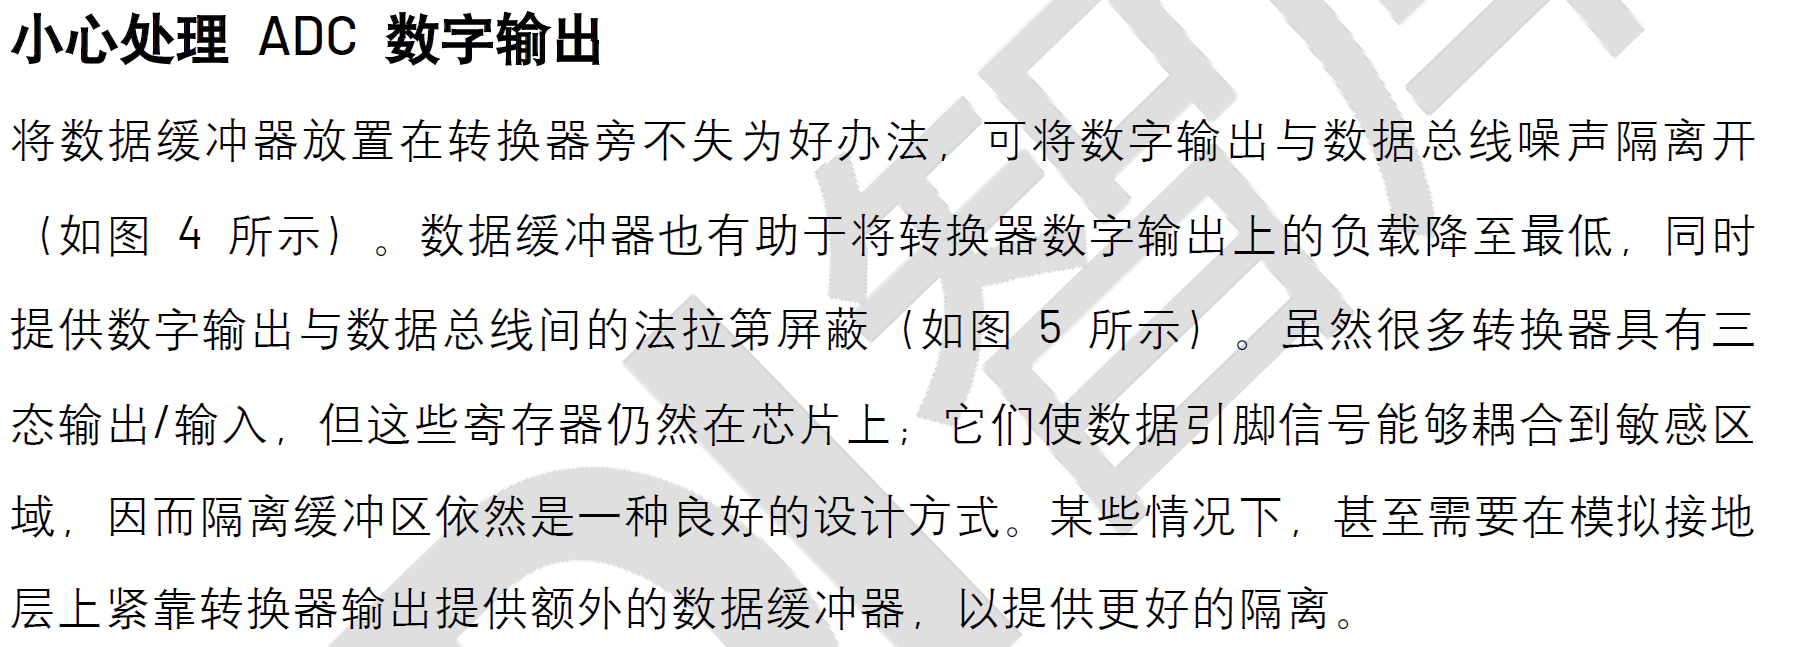 小心处理 ADC 数字输出
将数据缓冲器放置在转换器旁不失为好办法，可将数字输出与数据总线噪声隔离开
（如图 4 所示）。数据缓冲器也有助于将转换器数字输出上的负载降至最低，同时
提供数字输出与数据总线间的法拉第屏蔽（如图 5 所示）。虽然很多转换器具有三
态输出/输入，但这些寄存器仍然在芯片上；它们使数据引脚信号能够耦合到敏感区
域，因而隔离缓冲区依然是一种良好的设计方式。某些情况下，甚至需要在模拟接地
层上紧靠转换器输出提供额外的数据缓冲器，以提供更好的隔离。